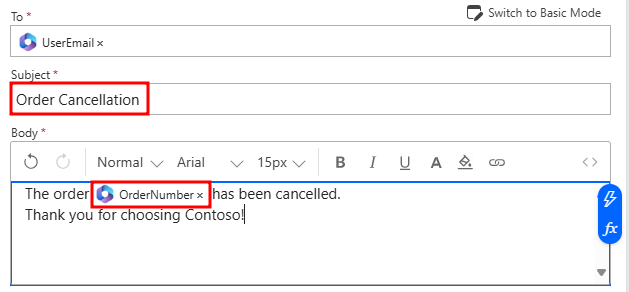 To *
Switch to Basic Mode
UserEmail ×
Subject *
Order Cancellation
Body *
Normal Arial 15px B I U A </>
The order OrderNumber × has been cancelled.
Thank you for choosing Contoso!
fx